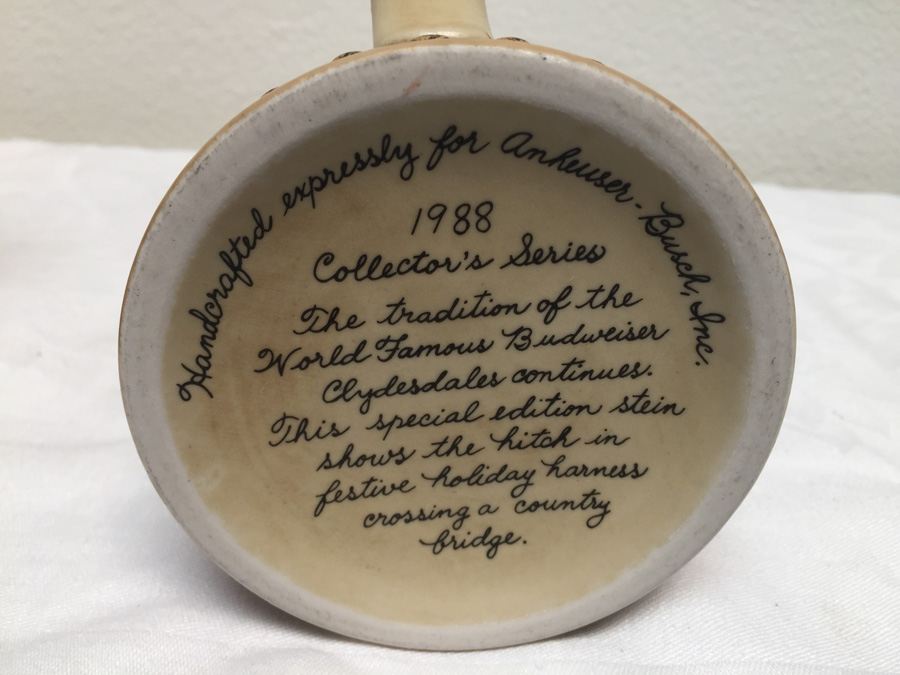 Handcrafted expressly for Anheuser-Busch, Inc.
1988
Collector's Series
The tradition of the
World Famous Budweiser
Clydesdales continues.
This special edition stein
shows the hitch in
festive holiday harness
crossing a country
bridge.